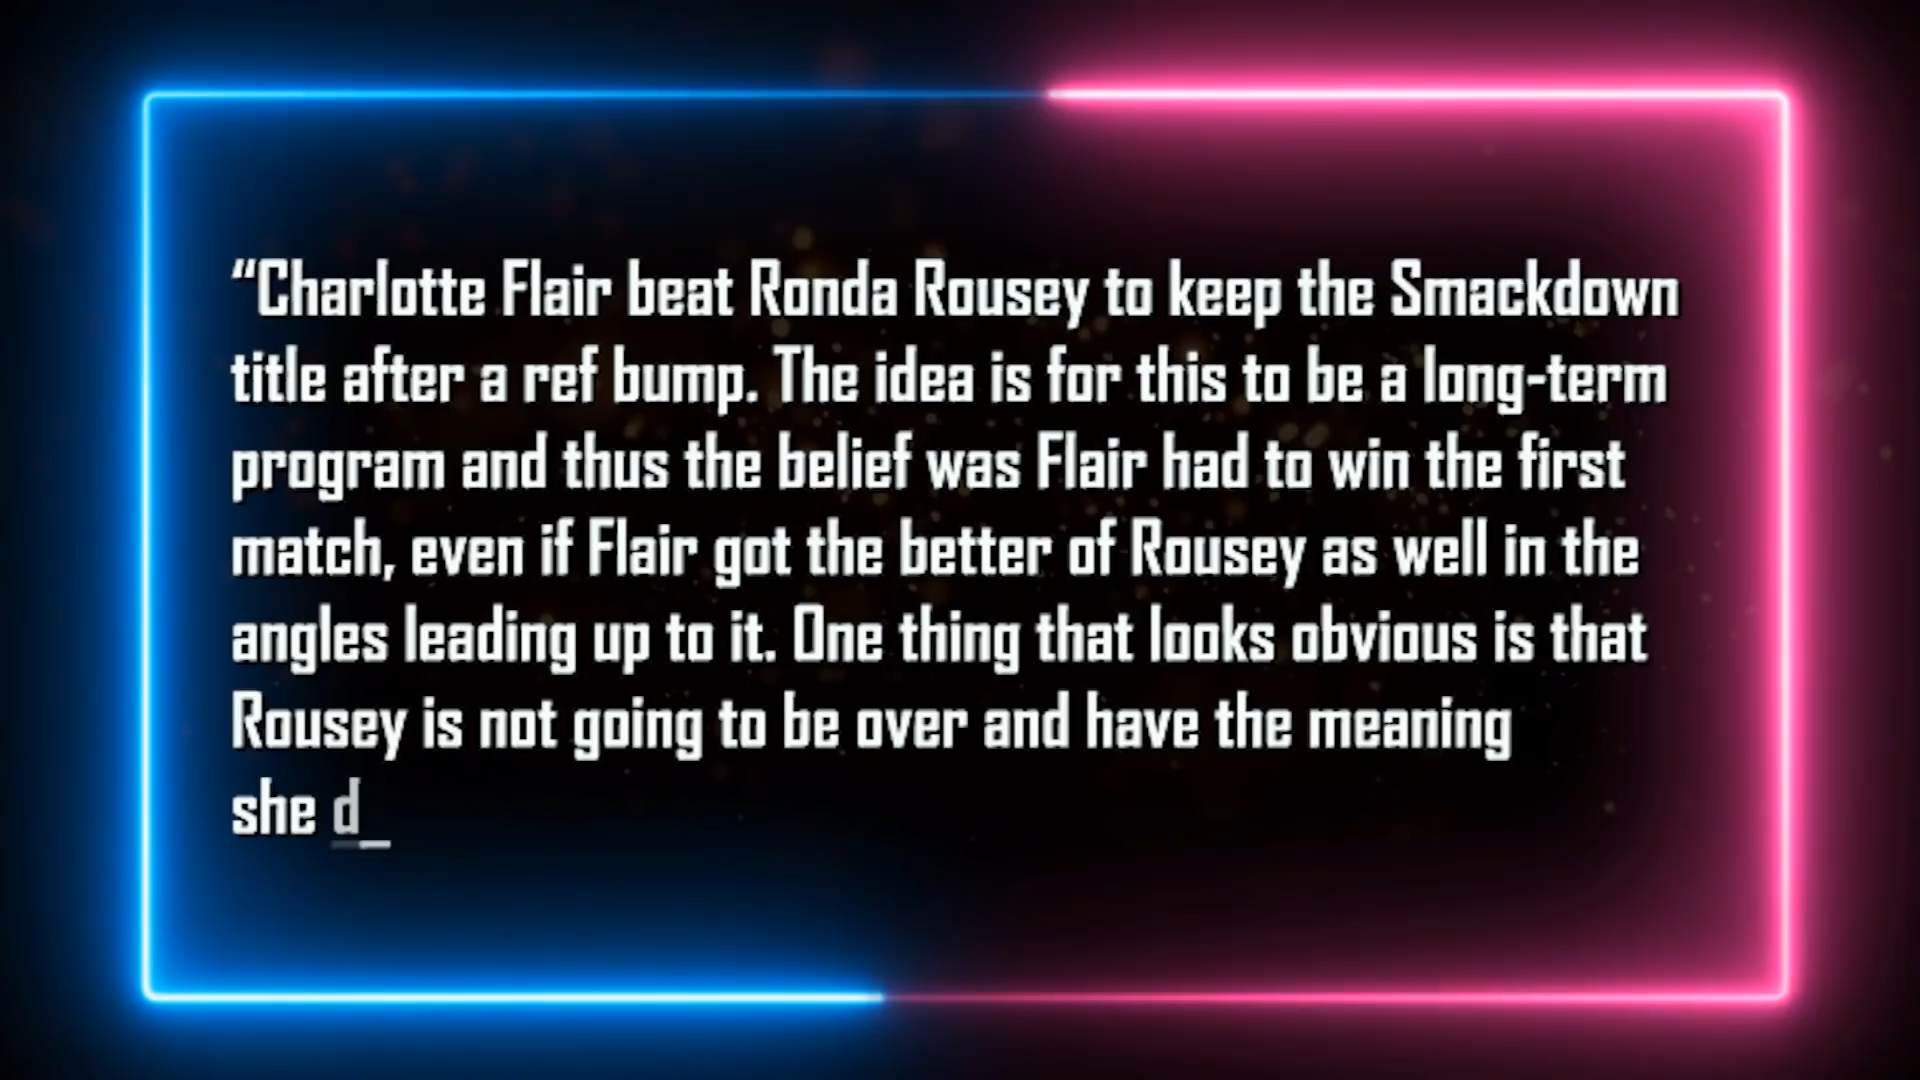 “Charlotte Flair beat Ronda Rousey to keep the Smackdown
title after a ref bump. The idea is for this to be a long-term
program and thus the belief was Flair had to win the first
match, even if Flair got the better of Rousey as well in the
angles leading up to it. One thing that looks obvious is that
Rousey is not going to be over and have the meaning
she d_